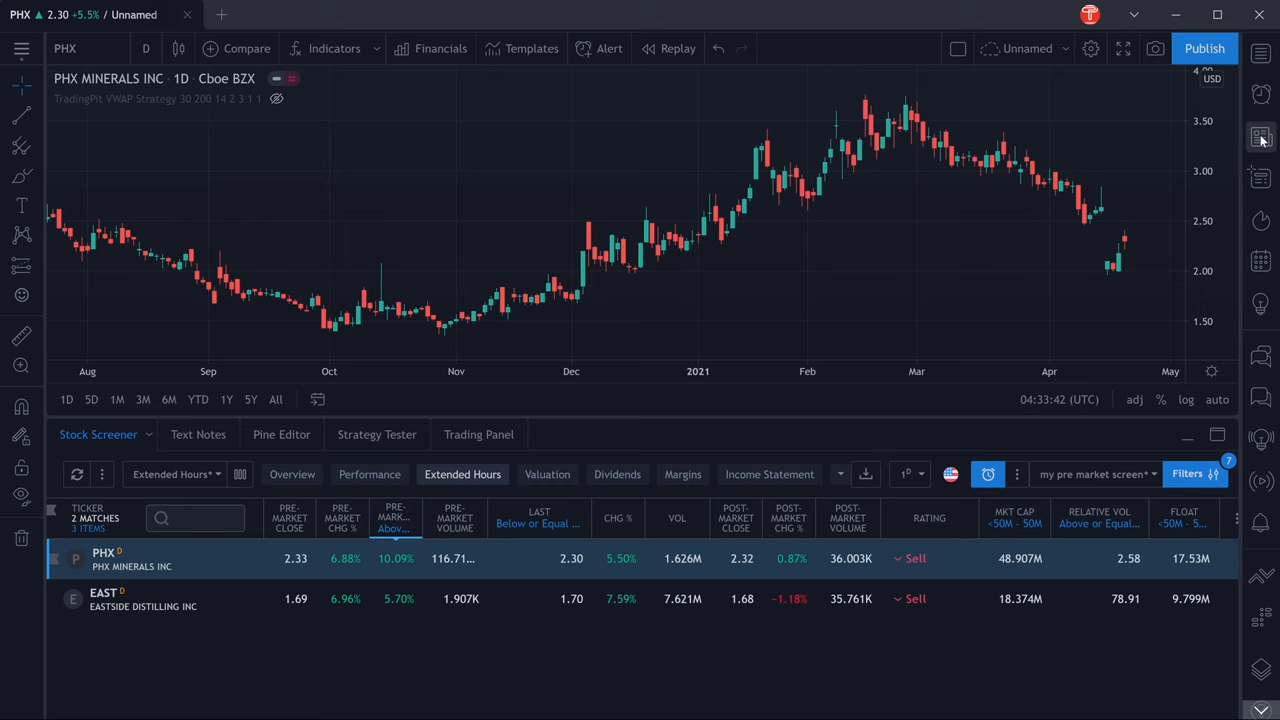 PHX ▲ 2.30 +5.5% / Unnamed
PHX D Compare Indicators Financials Templates Alert Replay Unnamed Publish
PHX MINERALS INC · 1D · Cboe BZX
TradingPit VWAP Strategy 30 200 14 2 3 1 1
4.00
USD
3.50
3.00
2.50
2.00
1.50
Aug Sep Oct Nov Dec 2021 Feb Mar Apr May
1D 5D 1M 3M 6M YTD 1Y 5Y All 04:33:42 (UTC) adj % log auto
Stock Screener Text Notes Pine Editor Strategy Tester Trading Panel
7
Extended Hours* Overview Performance Extended Hours Valuation Dividends Margins Income Statement 1D my pre market screen* Filters
TICKER 2 MATCHES 3 ITEMS
PRE-MARKET CLOSE
PRE-MARKET CHG %
PRE-MARK... Abov...
PRE-MARKET VOLUME
LAST Below or Equal ...
CHG %
VOL
POST-MARKET CLOSE
POST-MARKET CHG %
POST-MARKET VOLUME
RATING
MKT CAP <50M - 50M
RELATIVE VOL Above or Equal...
FLOAT <50M - 5...
P PHX D 2.33 6.88% 10.09% 116.71... 2.30 5.50% 1.626M 2.32 0.87% 36.003K Sell 48.907M 2.58 17.53M
PHX MINERALS INC
E EAST D 1.69 6.96% 5.70% 1.907K 1.70 7.59% 7.621M 1.68 −1.18% 35.761K Sell 18.374M 78.91 9.799M
EASTSIDE DISTILLING INC